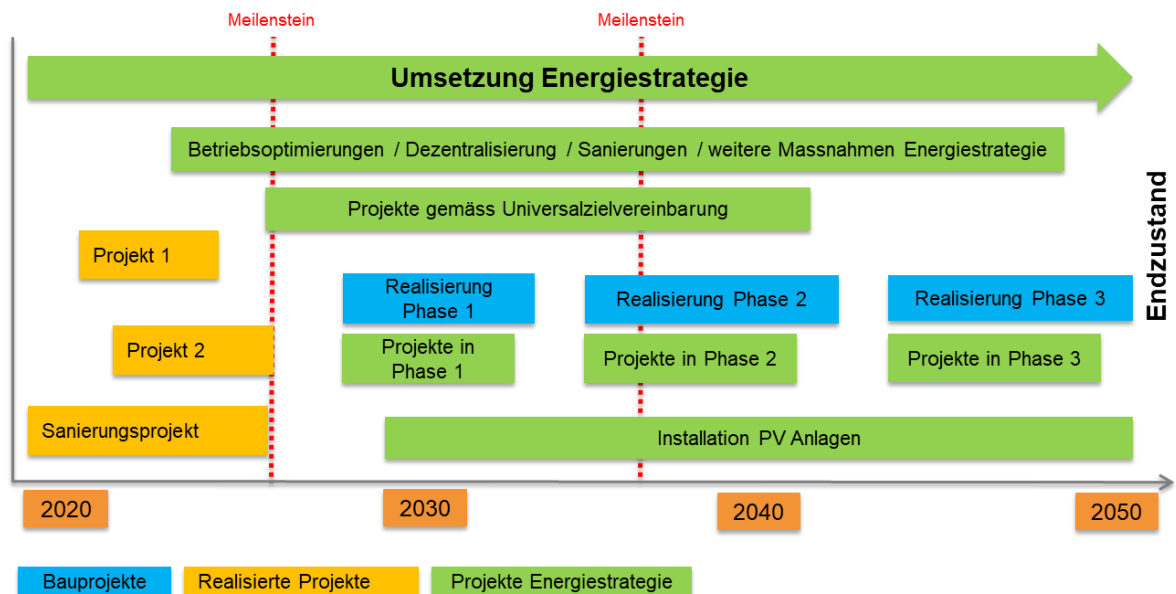 Meilenstein
Meilenstein
Umsetzung Energiestrategie
Betriebsoptimierungen / Dezentralisierung / Sanierungen / weitere Massnahmen Energiestrategie
Projekte gemäss Universalzielvereinbarung
Projekt 1
Realisierung
Phase 1
Realisierung Phase 2
Realisierung Phase 3
Endzustand
Projekt 2
Projekte in
Phase 1
Projekte in Phase 2
Projekte in Phase 3
Sanierungsprojekt
Installation PV Anlagen
2020
2030
2040
2050
Bauprojekte
Realisierte Projekte
Projekte Energiestrategie